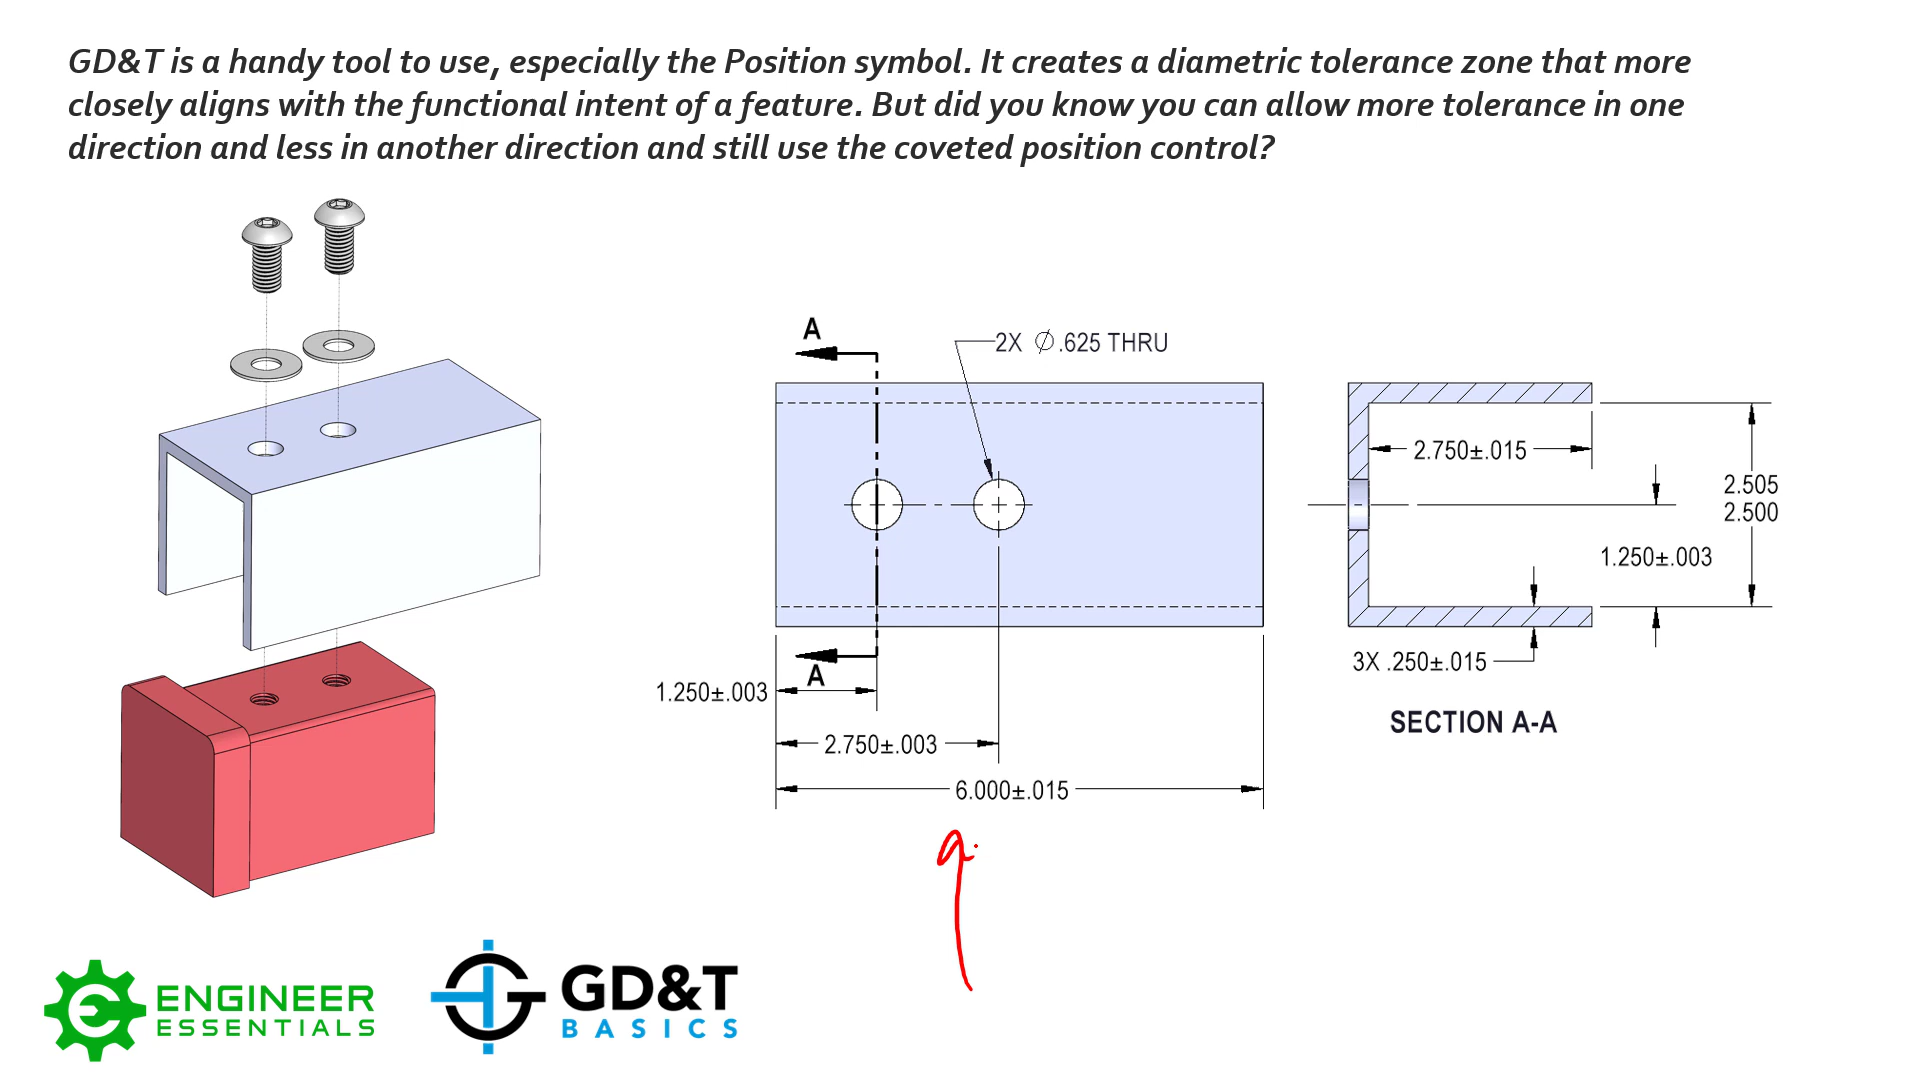 GD&T is a handy tool to use, especially the Position symbol. It creates a diametric tolerance zone that more
closely aligns with the functional intent of a feature. But did you know you can allow more tolerance in one
direction and less in another direction and still use the coveted position control?
A
2X ∅.625 THRU
2.750±.015
2.505
2.500
1.250±.003
3X .250±.015
A
1.250±.003
SECTION A-A
2.750±.003
6.000±.015
ENGINEER
ESSENTIALS
GD&T
BASICS